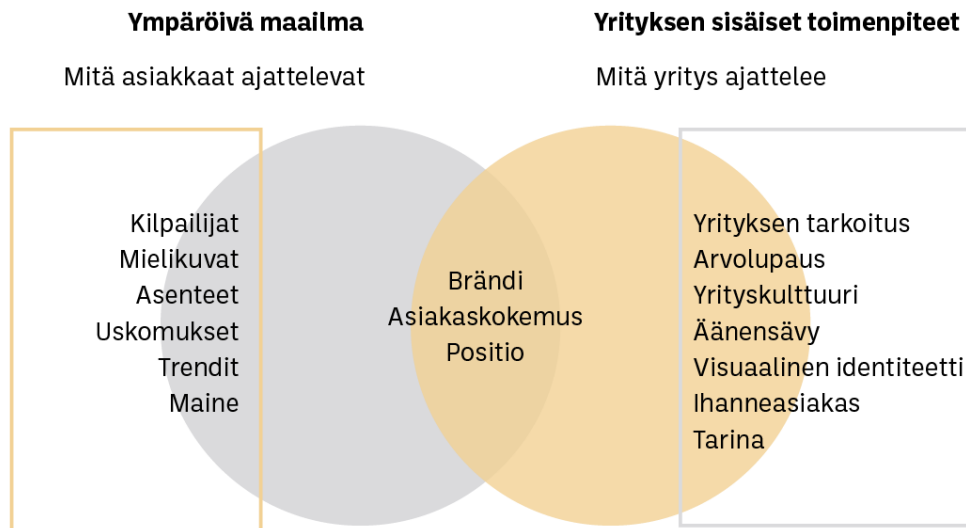 Ympäröivä maailma
Mitä asiakkaat ajattelevat
Kilpailijat
Mielikuvat
Asenteet
Uskomukset
Trendit
Maine
Brändi
Asiakaskokemus
Positio
Yrityksen sisäiset toimenpiteet
Mitä yritys ajattelee
Yrityksen tarkoitus
Arvolupaus
Yrityskulttuuri
Äänensävy
Visuaalinen identiteetti
Ihanneasiakas
Tarina